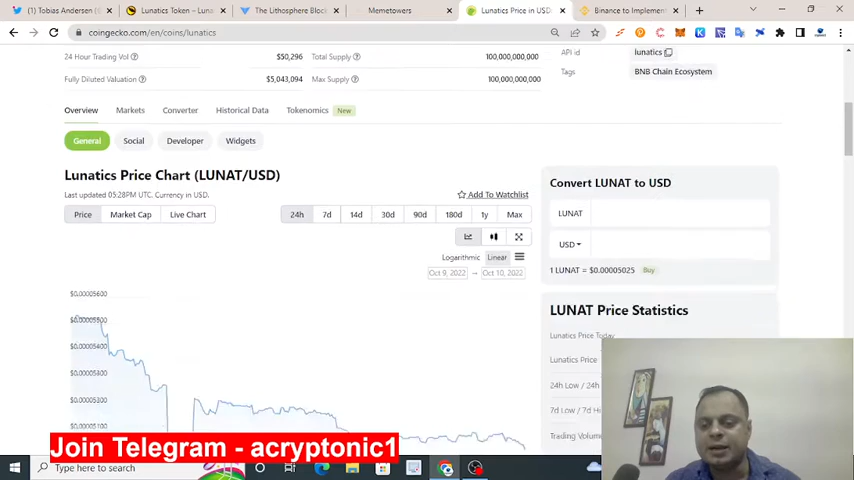 (1) Tobias Andersen (
Lunatics Token – Luna
The Lithosphere Block
Memetowers
Lunatics Price in USD:
Binance to Implement
coingecko.com/en/coins/lunatics
24 Hour Trading Vol
$50,296
Total Supply
100,000,000,000
API id
lunatics
Fully Diluted Valuation
$5,043,094
Max Supply
100,000,000,000
Tags
BNB Chain Ecosystem
Overview
Markets
Converter
Historical Data
Tokenomics
New
General
Social
Developer
Widgets
Lunatics Price Chart (LUNAT/USD)
Last updated 05:28PM UTC. Currency in USD.
Add To Watchlist
Price
Market Cap
Live Chart
24h
7d
14d
30d
90d
180d
1y
Max
Logarithmic
Linear
Oct 9, 2022 → Oct 10, 2022
$0.00005600
$0.00005500
$0.00005400
$0.00005300
$0.00005200
$0.00005100
Convert LUNAT to USD
LUNAT
USD
1 LUNAT = $0.00005025
Buy
LUNAT Price Statistics
Lunatics Price Today
Lunatics Price
24h Low / 24h
7d Low / 7d Hi
Trading Volum
Join Telegram - acryptonic1
Type here to search